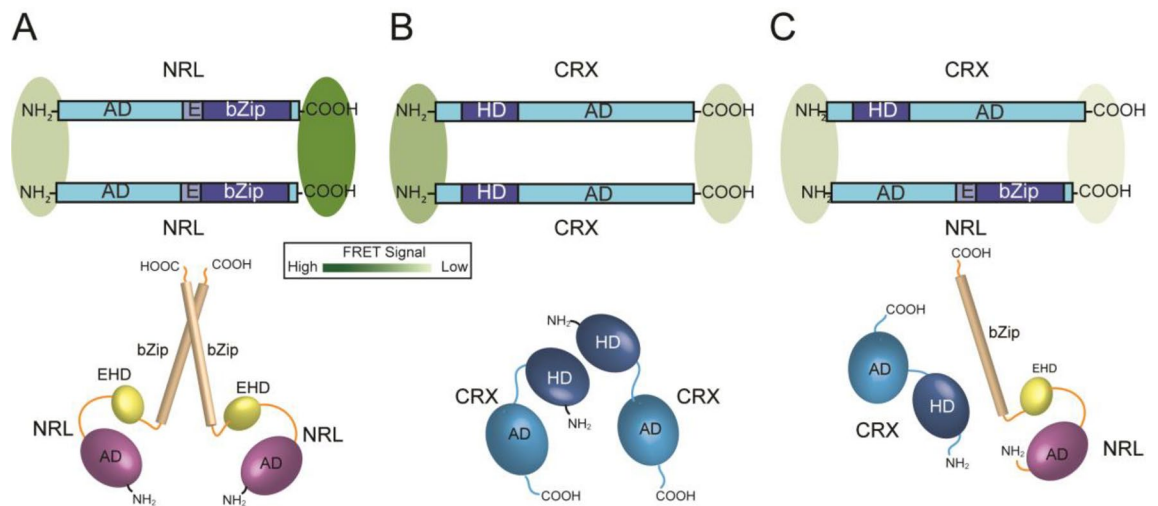 A
NRL
NH2 AD E bZip COOH
NH2 AD E bZip COOH
NRL
HOOC COOH
bZip bZip
EHD EHD
NRL NRL
AD AD
NH2 NH2
B
CRX
NH2 HD AD COOH
NH2 HD AD COOH
CRX
FRET Signal
High Low
NH2 HD
HD
CRX NH2 CRX
AD AD
COOH COOH
C
CRX
NH2 HD AD COOH
NH2 AD E bZip COOH
NRL
COOH
COOH
bZip
AD EHD
HD
CRX NRL
NH2 NH2 AD